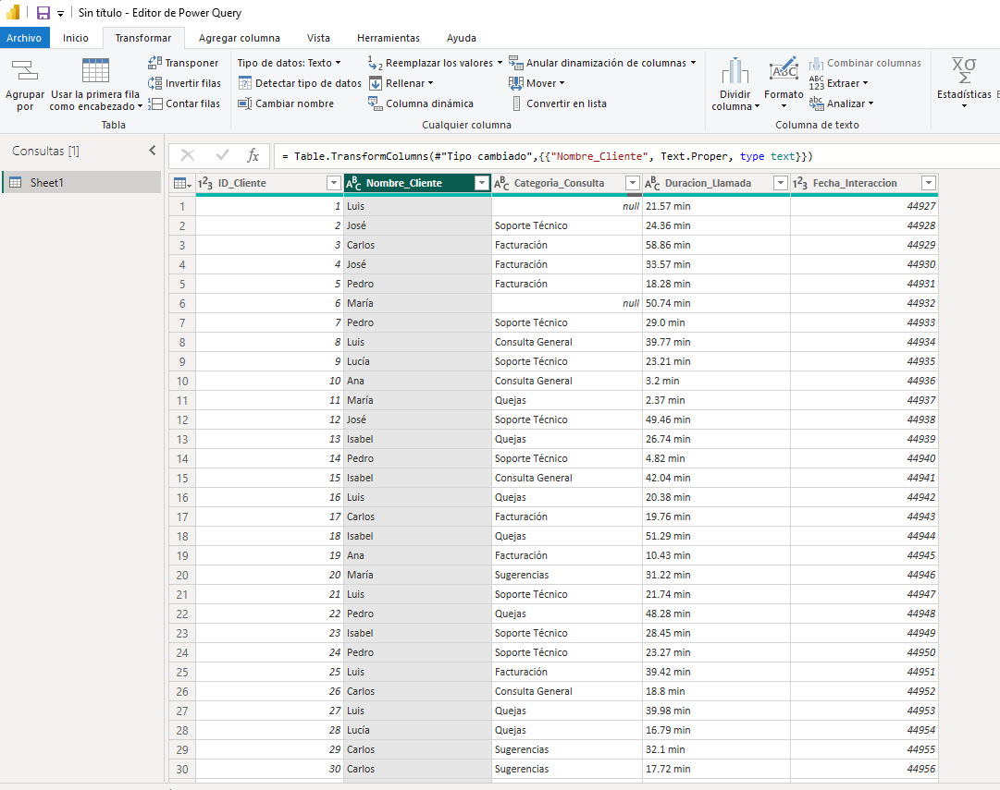 Sin título - Editor de Power Query
Archivo Inicio Transformar Agregar columna Vista Herramientas Ayuda
Agrupar por
Usar la primera fila como encabezado
Transponer
Invertir filas
Contar filas
Tabla
Tipo de datos: Texto
Detectar tipo de datos
Cambiar nombre
Reemplazar los valores
Rellenar
Columna dinámica
Anular dinamización de columnas
Mover
Convertir en lista
Cualquier columna
Dividir columna
Formato
Combinar columnas
Extraer
Analizar
Columna de texto
Estadísticas
Consultas [1]
Sheet1
= Table.TransformColumns(#"Tipo cambiado",{{"Nombre_Cliente", Text.Proper, type text}})
ID_Cliente Nombre_Cliente Categoria_Consulta Duracion_Llamada Fecha_Interaccion
1 1 Luis null 21.57 min 44927
2 2 José Soporte Técnico 24.36 min 44928
3 3 Carlos Facturación 58.86 min 44929
4 4 José Facturación 33.57 min 44930
5 5 Pedro Facturación 18.28 min 44931
6 6 María null 50.74 min 44932
7 7 Pedro Soporte Técnico 29.0 min 44933
8 8 Luis Consulta General 39.77 min 44934
9 9 Lucía Soporte Técnico 23.21 min 44935
10 10 Ana Consulta General 3.2 min 44936
11 11 María Quejas 2.37 min 44937
12 12 José Soporte Técnico 49.46 min 44938
13 13 Isabel Quejas 26.74 min 44939
14 14 Pedro Soporte Técnico 4.82 min 44940
15 15 Isabel Consulta General 42.04 min 44941
16 16 Luis Quejas 20.38 min 44942
17 17 Carlos Facturación 19.76 min 44943
18 18 Isabel Quejas 51.29 min 44944
19 19 Ana Facturación 10.43 min 44945
20 20 María Sugerencias 31.22 min 44946
21 21 Luis Soporte Técnico 21.74 min 44947
22 22 Pedro Quejas 48.28 min 44948
23 23 Isabel Soporte Técnico 28.45 min 44949
24 24 Pedro Soporte Técnico 23.27 min 44950
25 25 Luis Facturación 39.42 min 44951
26 26 Carlos Consulta General 18.8 min 44952
27 27 Luis Quejas 39.98 min 44953
28 28 Lucía Quejas 16.79 min 44954
29 29 Carlos Sugerencias 32.1 min 44955
30 30 Carlos Sugerencias 17.72 min 44956